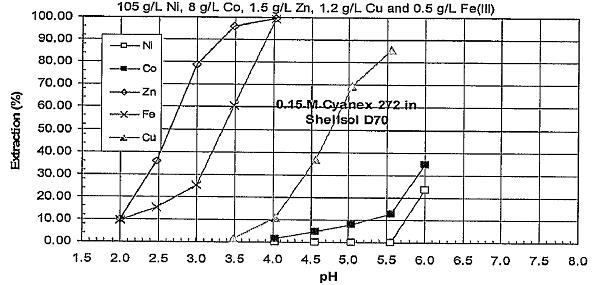 105 g/L Ni, 8 g/L Co, 1.5 g/L Zn, 1.2 g/L Cu and 0.5 g/L Fe(III)
100.00
90.00
80.00
70.00
60.00
50.00
40.00
30.00
20.00
10.00
0.00
Extraction (%)
Ni
Co
Zn
Fe
Cu
0.15 M Cyanex 272 in
Shellsol D70
1.5 2.0 2.5 3.0 3.5 4.0 4.5 5.0 5.5 6.0 6.5 7.0 7.5 8.0
pH